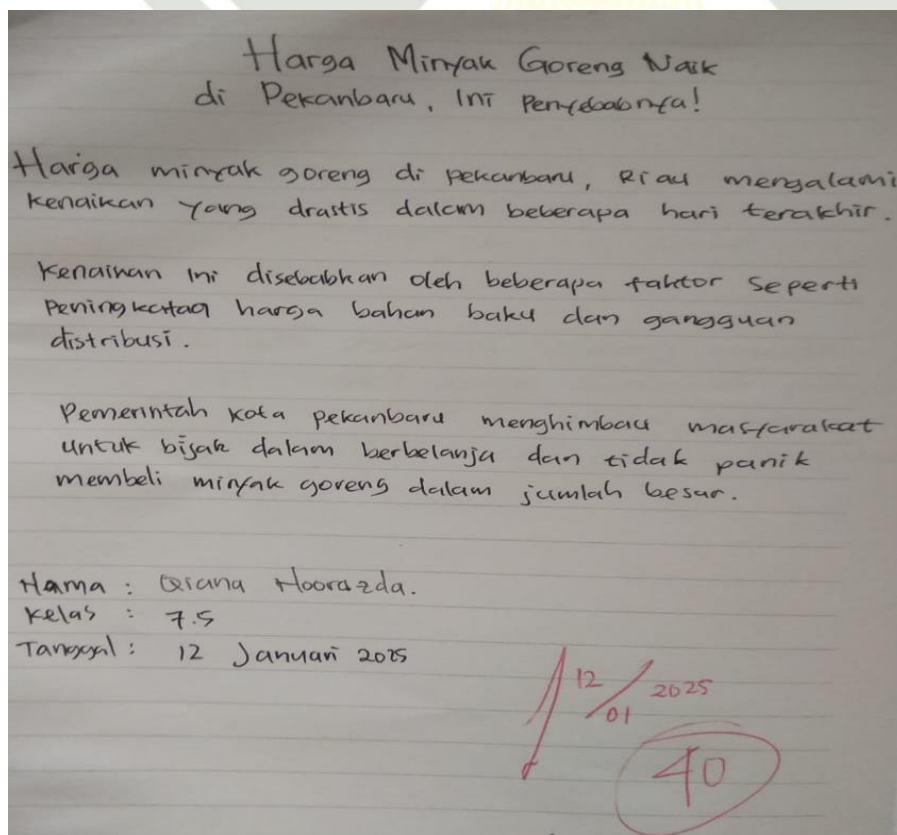 Harga Minyak Goreng Naik
di Pekanbaru, Ini Penyebabnya!
Harga minyak goreng di pekanbaru, Riau mengalami
kenaikan yang drastis dalam beberapa hari terakhir.
Kenaikan ini disebabkan oleh beberapa faktor seperti
Peningkatan harga bahan baku dan gangguan
distribusi.
Pemerintah kota pekanbaru menghimbau masyarakat
untuk bijak dalam berbelanja dan tidak panik
membeli minyak goreng dalam jumlah besar.
Nama : Qiana
Kelas : 7.5
Tanggal : 12 Januari 2025
12/01 2025
40